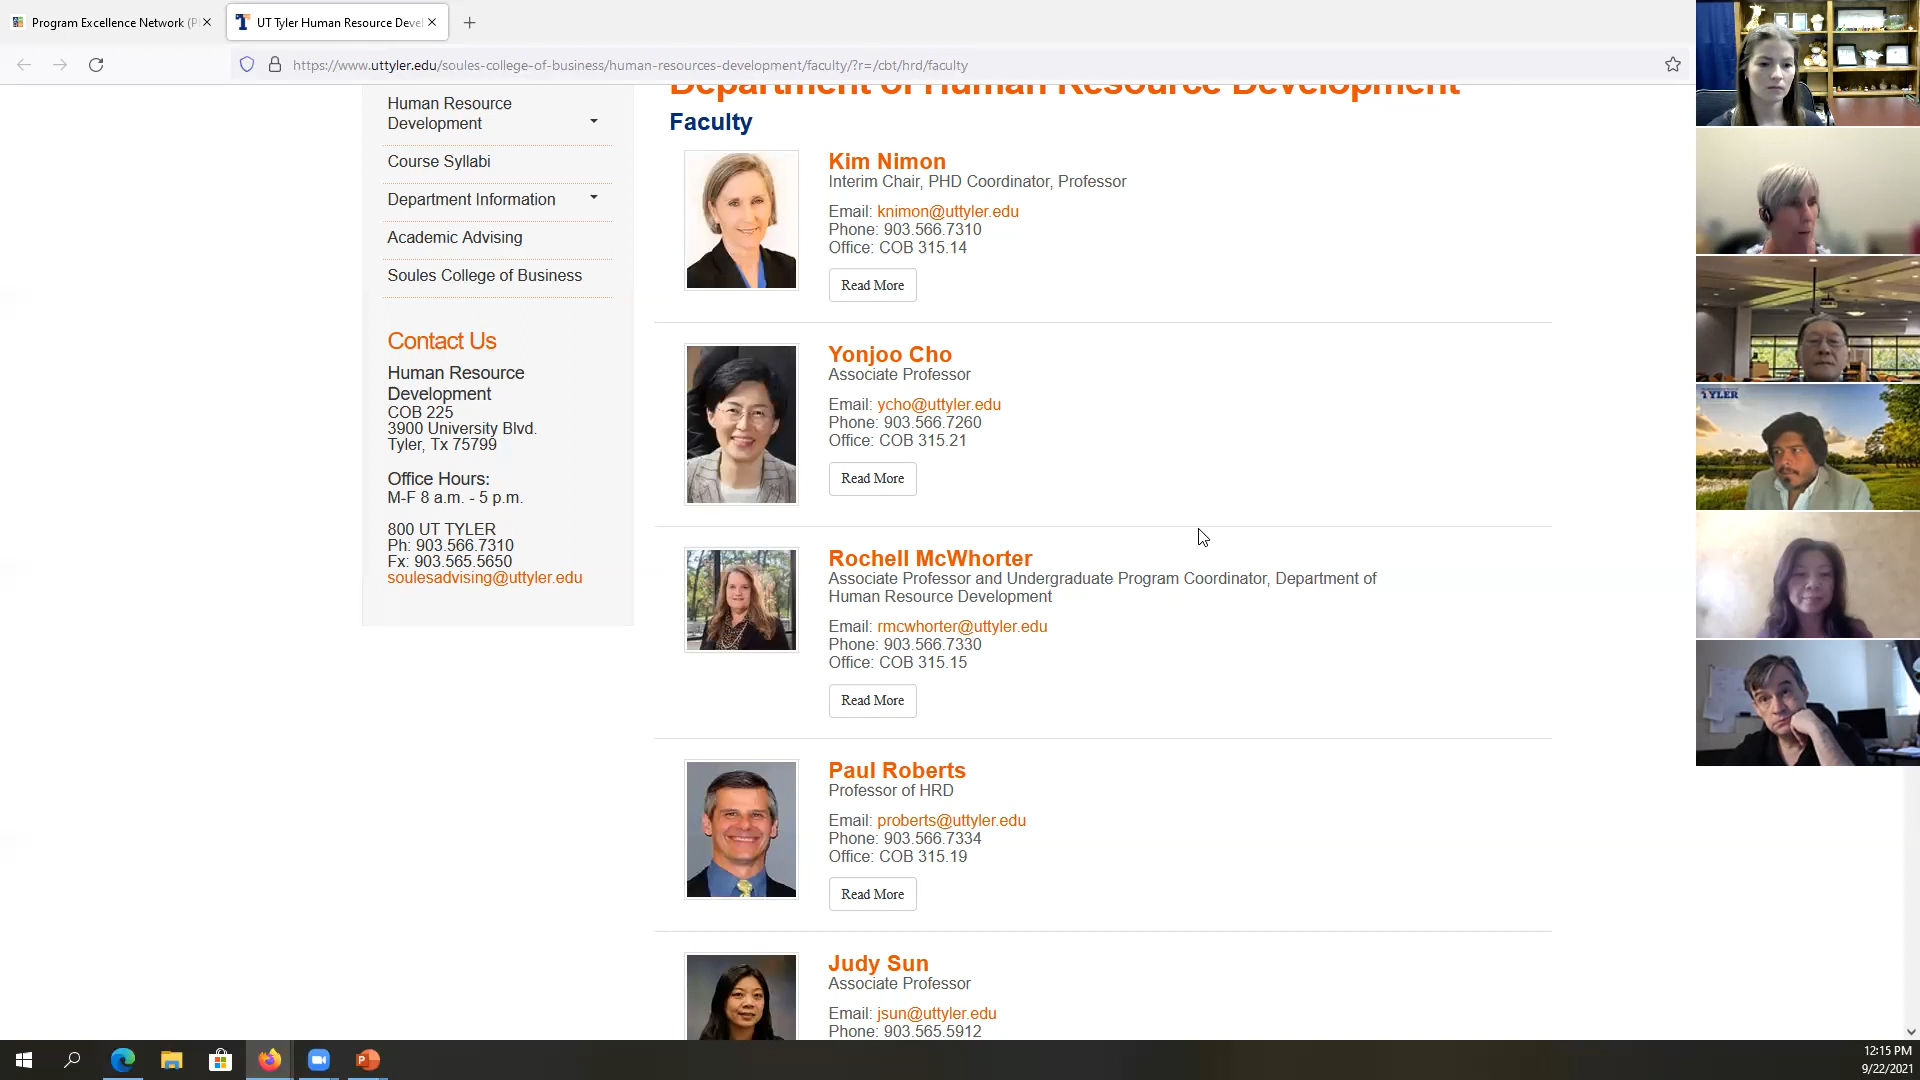 Program Excellence Network (P
UT Tyler Human Resource Deve
https://www.uttyler.edu/soules-college-of-business/human-resources-development/faculty/?r=/cbt/hrd/faculty
Human Resource
Development
Course Syllabi
Department Information
Academic Advising
Soules College of Business
Contact Us
Human Resource
Development
COB 225
3900 University Blvd.
Tyler, Tx 75799
Office Hours:
M-F 8 a.m. - 5 p.m.
800 UT TYLER
Ph: 903.566.7310
Fx: 903.565.5650
soulesadvising@uttyler.edu
Department of Human Resource Development
Faculty
Kim Nimon
Interim Chair, PHD Coordinator, Professor
Email: knimon@uttyler.edu
Phone: 903.566.7310
Office: COB 315.14
Read More
Yonjoo Cho
Associate Professor
Email: ycho@uttyler.edu
Phone: 903.566.7260
Office: COB 315.21
Read More
Rochell McWhorter
Associate Professor and Undergraduate Program Coordinator, Department of
Human Resource Development
Email: rmcwhorter@uttyler.edu
Phone: 903.566.7330
Office: COB 315.15
Read More
Paul Roberts
Professor of HRD
Email: proberts@uttyler.edu
Phone: 903.566.7334
Office: COB 315.19
Read More
Judy Sun
Associate Professor
Email: jsun@uttyler.edu
Phone: 903.565.5912
TYLER
12:15 PM
9/22/2021